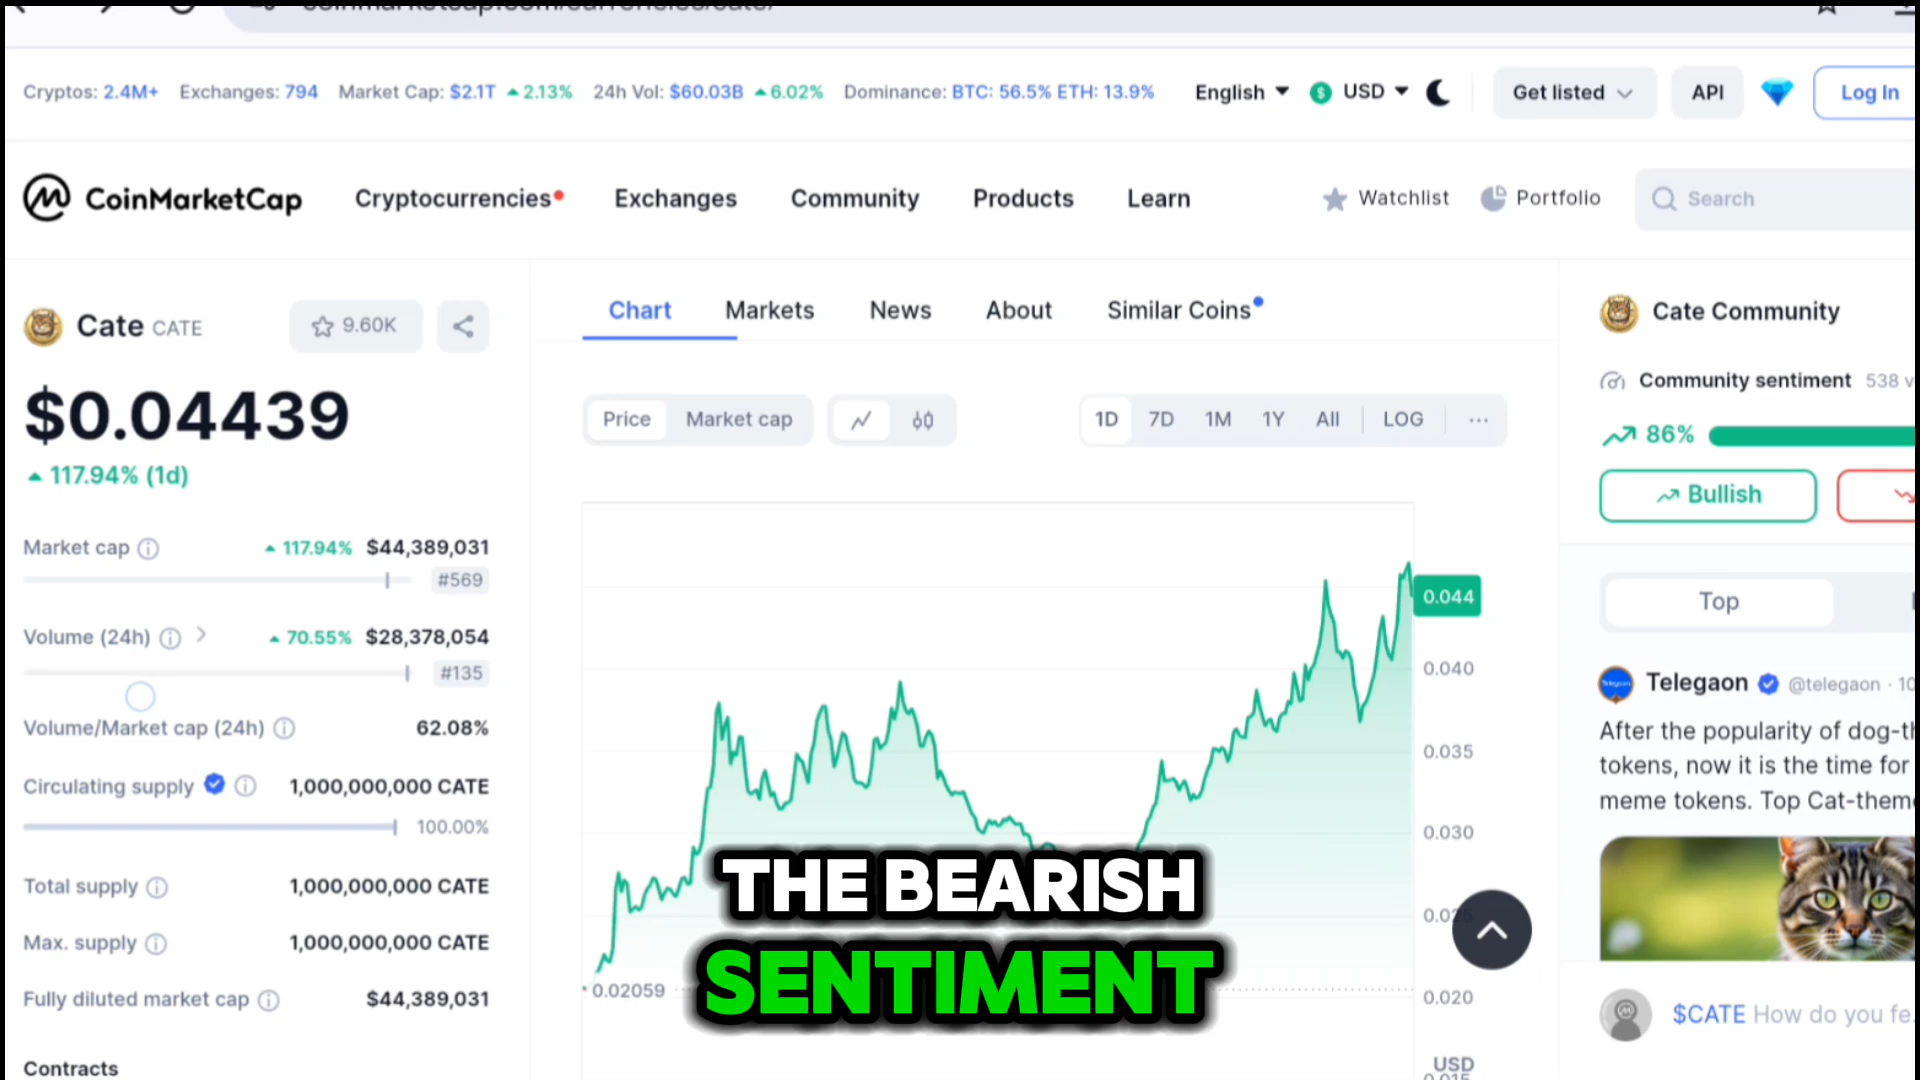 Cryptos: 2.4M+ Exchanges: 794 Market Cap: $2.1T 2.13% 24h Vol: $60.03B 6.02% Dominance: BTC: 56.5% ETH: 13.9% English USD Get listed API Log In
CoinMarketCap Cryptocurrencies Exchanges Community Products Learn Watchlist Portfolio Search
Cate CATE 9.60K
$0.04439
117.94% (1d)
Market cap 117.94% $44,389,031
#569
Volume (24h) 70.55% $28,378,054
#135
Volume/Market cap (24h) 62.08%
Circulating supply 1,000,000,000 CATE
100.00%
Total supply 1,000,000,000 CATE
Max. supply 1,000,000,000 CATE
Fully diluted market cap $44,389,031
Contracts
Chart Markets News About Similar Coins
Price Market cap 1D 7D 1M 1Y All LOG ...
0.044
0.040
0.035
0.030
0.02059
0.020
USD
THE BEARISH
SENTIMENT
Cate Community
Community sentiment 538
86%
Bullish
Top
Telegaon @telegaon ·
After the popularity of
tokens, now it is the time for
meme tokens. Top
$CATE How do you